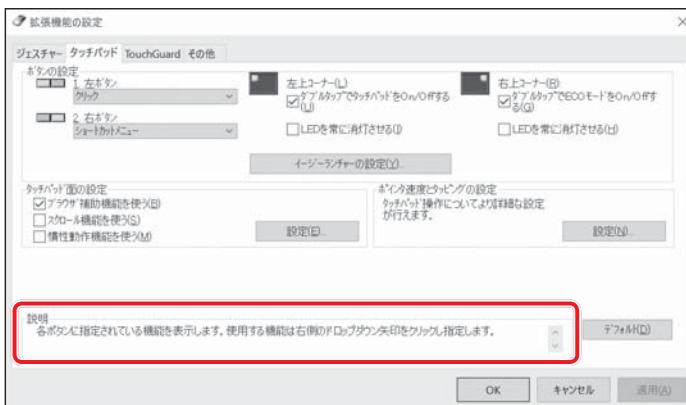 拡張機能の設定
ジェスチャー タッチパッド TouchGuard その他
ボタンの設定
1. 左ボタン
クリック
2. 右ボタン
ショートカットメニュー
左上コーナー(L)
ダブルタップでタッチパッドをOn/Offする
(U)
LEDを常に消灯させる(I)
右上コーナー(R)
ダブルタップでECOモードをOn/Offす
る(G)
LEDを常に消灯させる(H)
イージーランチャーの設定(Y)...
タッチパッド面の設定
ブラウザ補助機能を使う(B)
スクロール機能を使う(S)
慣性動作機能を使う(M)
設定(E)...
ポインタ速度とタッピングの設定
タッチパッド操作についてより詳細な設定
が行えます。
設定(N)...
説明
各ボタンに指定されている機能を表示します。使用する機能は右側のドロップダウン矢印をクリックし指定します。
デフォルト(D)
OK キャンセル 適用(A)